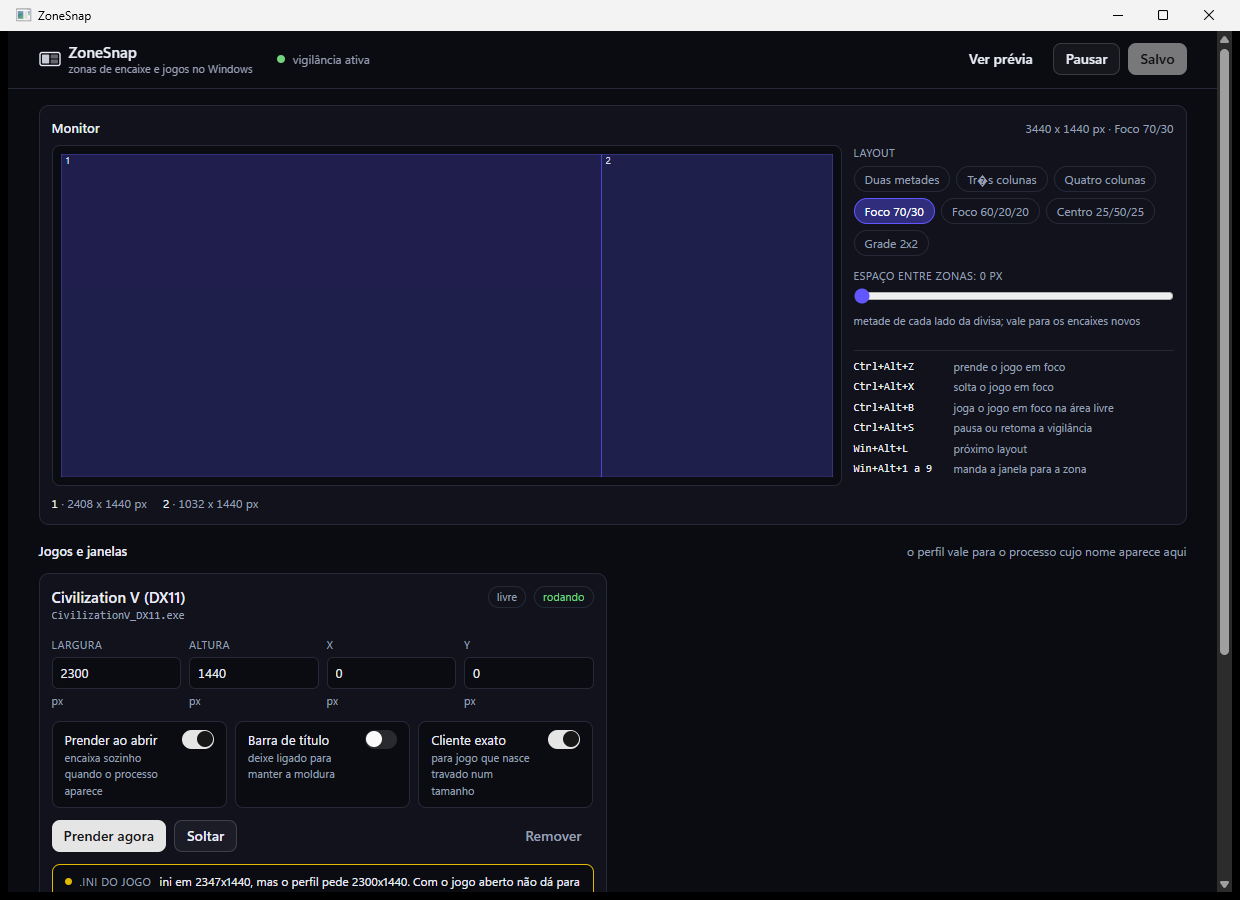 ZoneSnap
ZoneSnap
zonas de encaixe e jogos no Windows
vigilância ativa
Ver prévia
Pausar
Salvo
Monitor
3440 x 1440 px · Foco 70/30
1
2
LAYOUT
Duas metades
Tr�s colunas
Quatro colunas
Foco 70/30
Foco 60/20/20
Centro 25/50/25
Grade 2x2
ESPAÇO ENTRE ZONAS: 0 PX
metade de cada lado da divisa; vale para os encaixes novos
Ctrl+Alt+Z prende o jogo em foco
Ctrl+Alt+X solta o jogo em foco
Ctrl+Alt+B joga o jogo em foco na área livre
Ctrl+Alt+S pausa ou retoma a vigilância
Win+Alt+L próximo layout
Win+Alt+1 a 9 manda a janela para a zona
1 · 2408 x 1440 px 2 · 1032 x 1440 px
Jogos e janelas
o perfil vale para o processo cujo nome aparece aqui
Civilization V (DX11)
CivilizationV_DX11.exe
livre
rodando
LARGURA
ALTURA
X
Y
2300
1440
0
0
px
px
px
px
Prender ao abrir
encaixa sozinho
quando o processo
aparece
Barra de título
deixe ligado para
manter a moldura
Cliente exato
para jogo que nasce
travado num
tamanho
Prender agora
Soltar
Remover
.INI DO JOGO ini em 2347x1440, mas o perfil pede 2300x1440. Com o jogo aberto não dá para